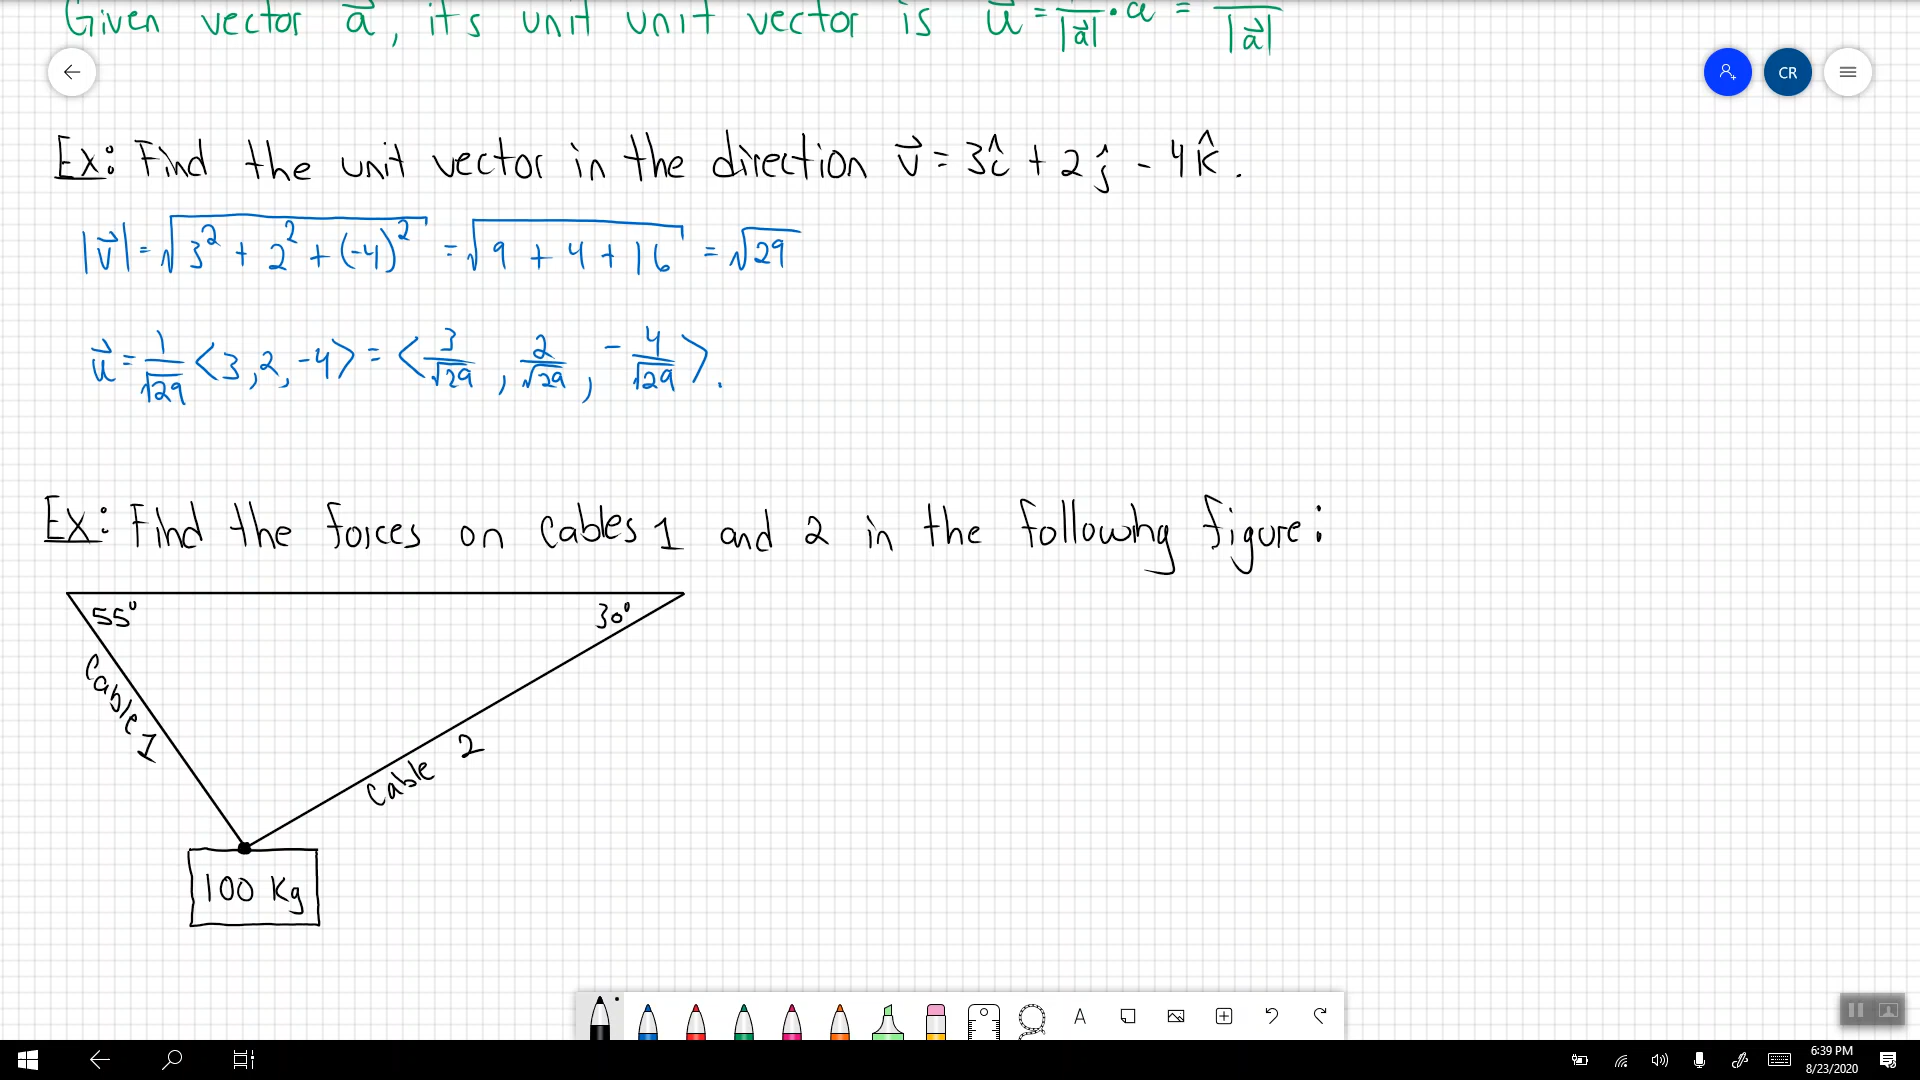 Given vector a⃗, it's unit unit vector is u⃗ = 1/|a⃗| · a⃗ = /|a⃗|
CR
Ex: Find the unit vector in the direction v⃗ = 3î + 2ĵ - 4k̂.
|v⃗| = √(3² + 2² + (-4)²) = √(9 + 4 + 16) = √29
u⃗ = 1/√29 <3, 2, -4> = <3/√29, 2/√29, -4/√29>.
Ex: Find the forces on cables 1 and 2 in the following figure:
55° 30°
Cable 1
Cable 2
100 Kg
A
6:39 PM
8/23/2020